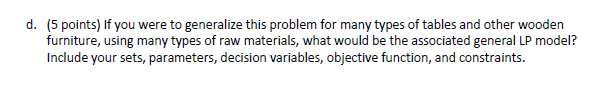 d. (5 points) If you were to generalize this problem for many types of tables and other wooden
furniture, using many types of raw materials, what would be the associated general LP model?
Include your sets, parameters, decision variables, objective function, and constraints.